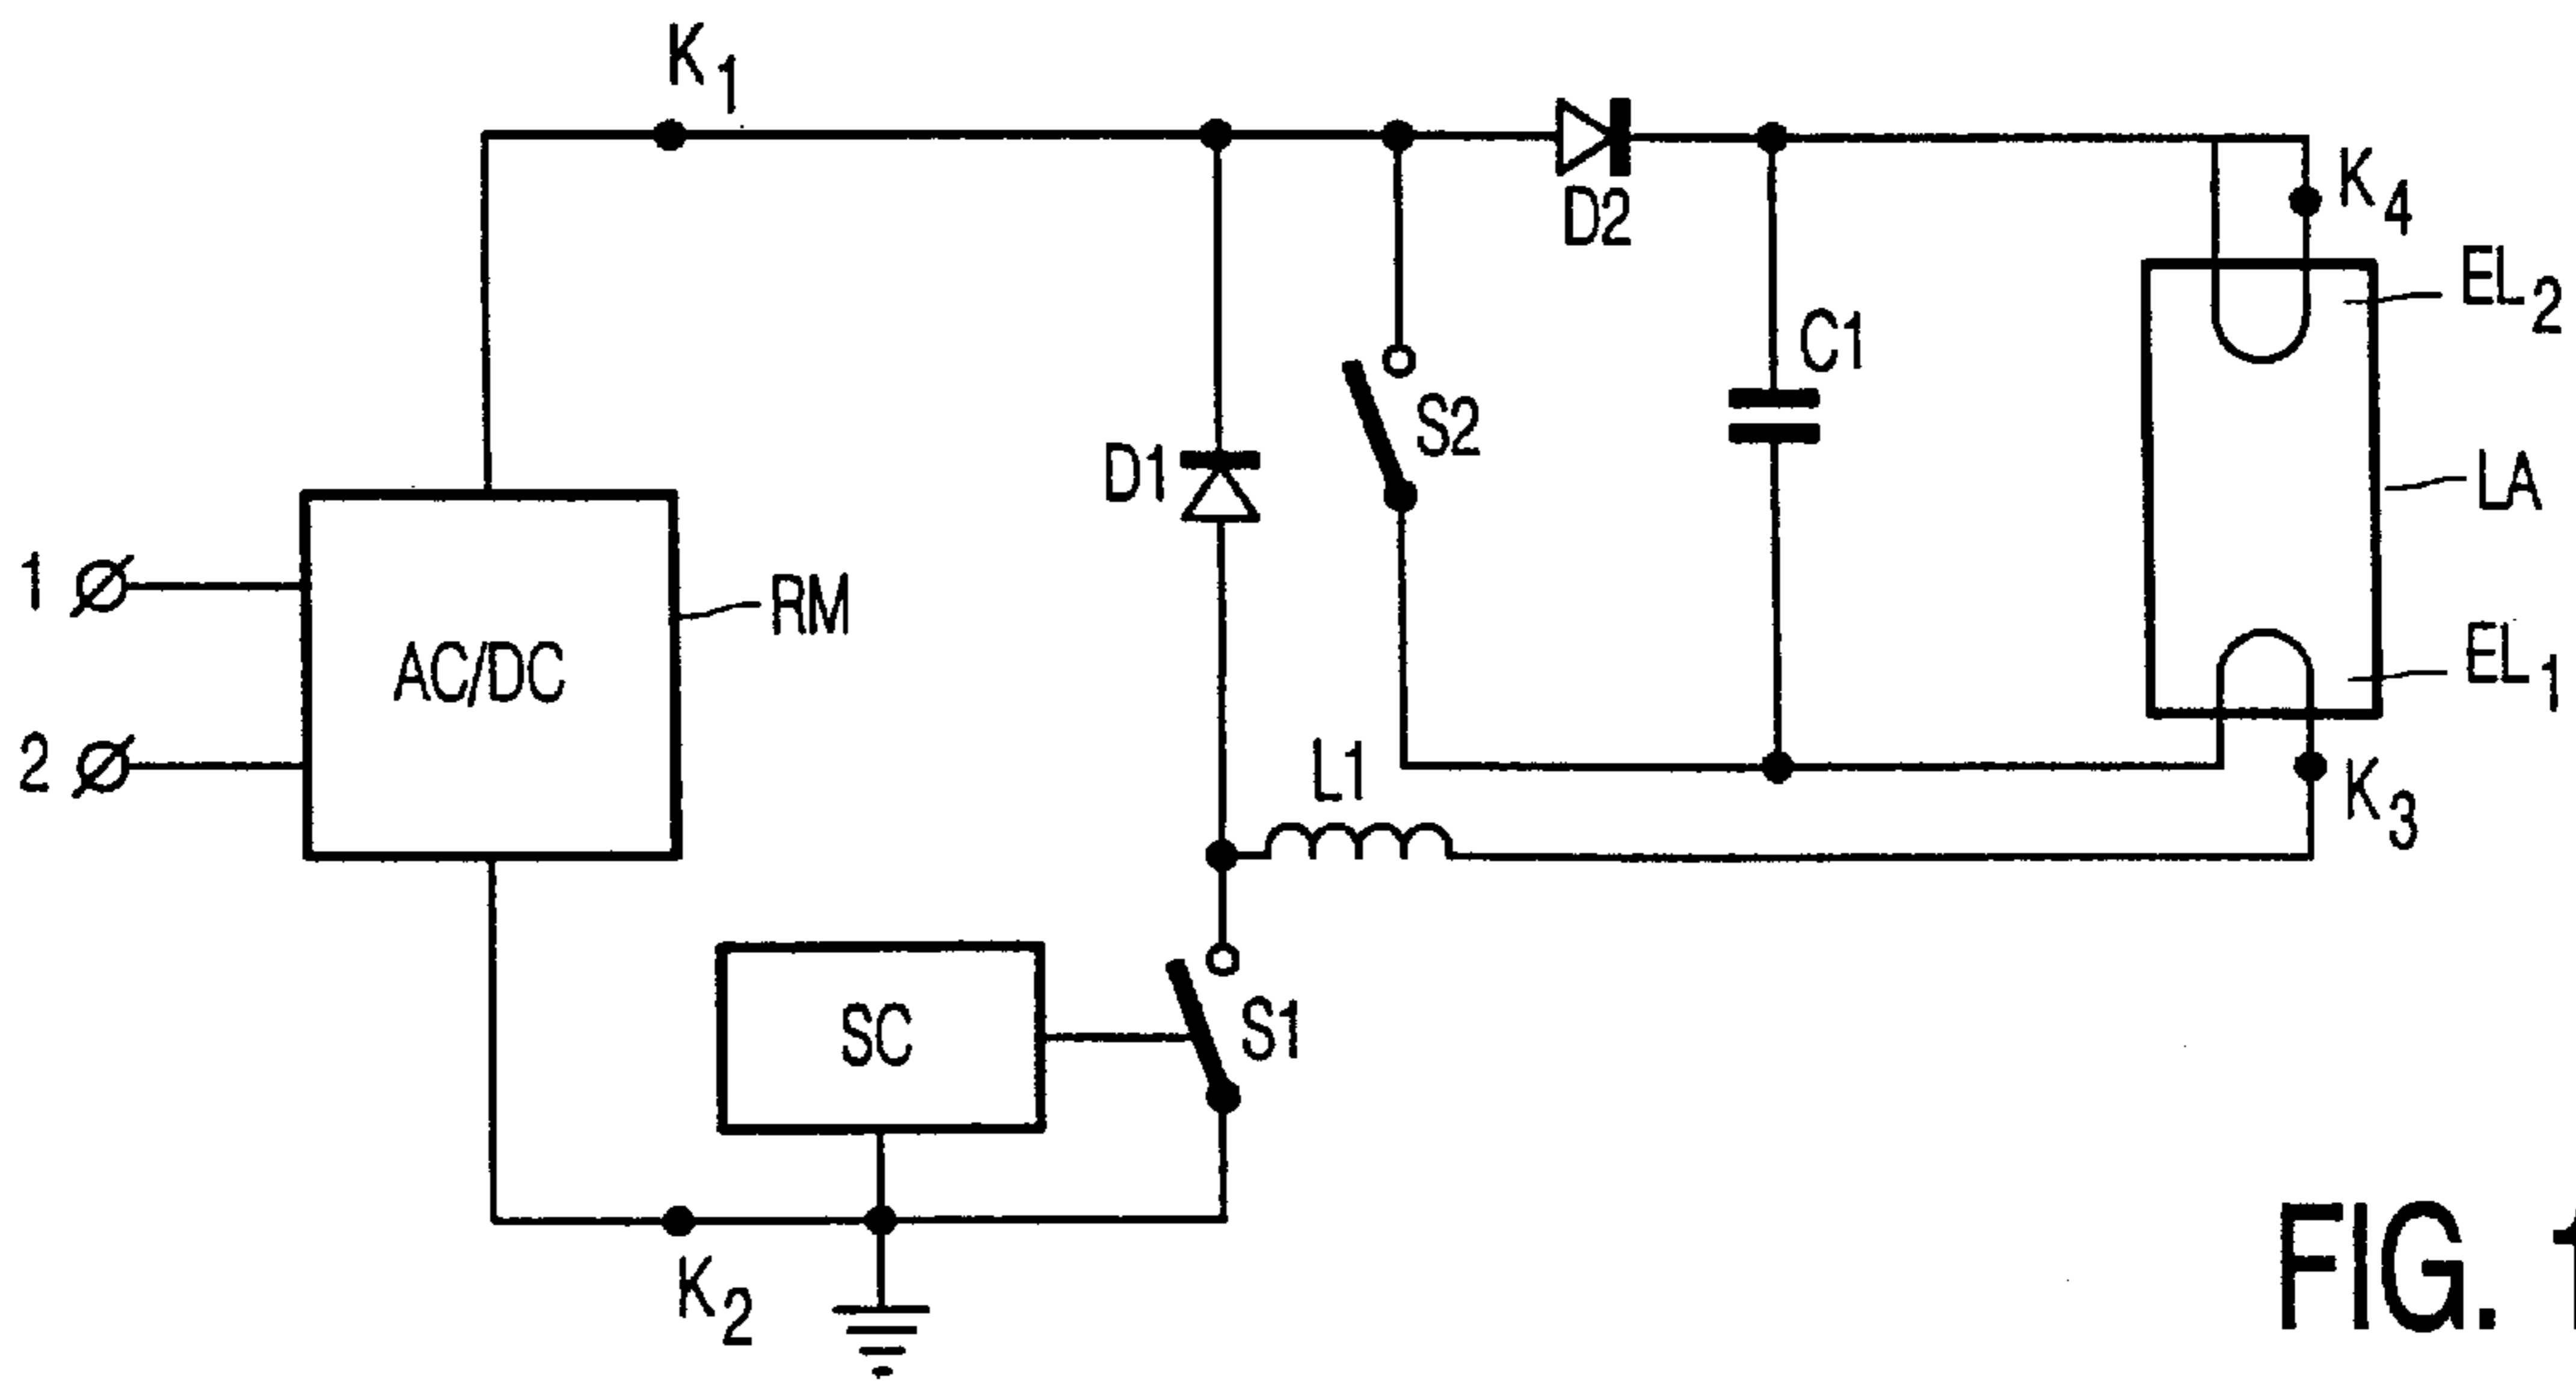 K1
K4
D2
EL2
C1
S2
D1
LA
1
RM
AC/DC
EL1
2
L1
K3
SC
S1
K2
FIG. 1